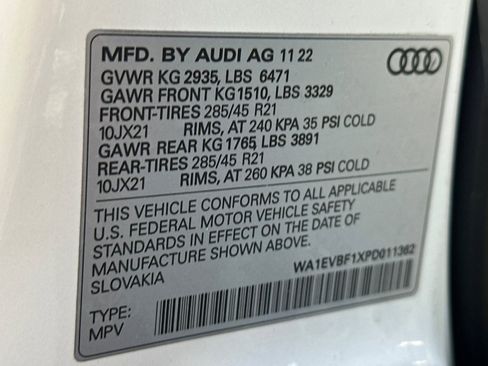 MFD. BY AUDI AG 11 22
GVWR KG 2935, LBS 6471
GAWR FRONT KG1510, LBS 3329
FRONT-TIRES 285/45 R21
10JX21 RIMS, AT 240 KPA 35 PSI COLD
GAWR REAR KG 1765, LBS 3891
REAR-TIRES 285/45 R21
10JX21 RIMS, AT 260 KPA 38 PSI COLD
THIS VEHICLE CONFORMS TO ALL APPLICABLE
U.S. FEDERAL MOTOR VEHICLE SAFETY
STANDARDS IN EFFECT ON THE DATE OF
MANUFACTURE SHOWN ABOVE.
SLOVAKIA
WA1EVBF1XPD011362
TYPE:
MPV